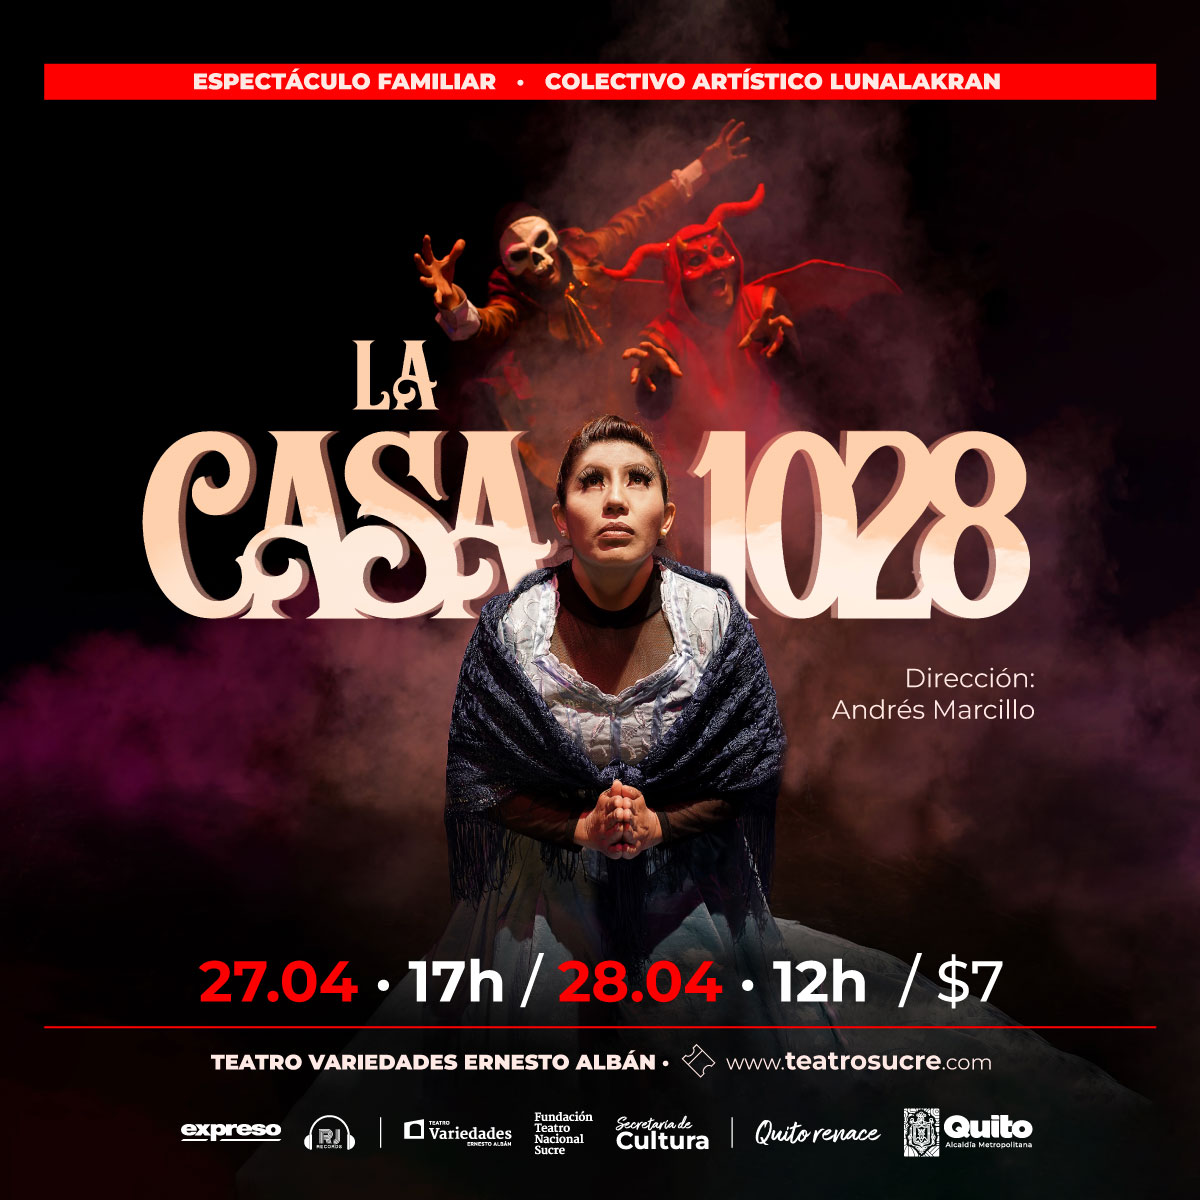 ESPECTÁCULO FAMILIAR • COLECTIVO ARTÍSTICO LUNALAKRAN
LA
CASA 1028
Dirección:
Andrés Marcillo
27.04 • 17h / 28.04 • 12h / $7
TEATRO VARIEDADES ERNESTO ALBÁN • www.teatrosucre.com
expreso
RJ
RECORDS
TEATRO
Variedades
ERNESTO ALBÁN
Fundación
Teatro
Nacional
Sucre
Secretaría de
Cultura
Quito renace
Quito
Alcaldía Metropolitana